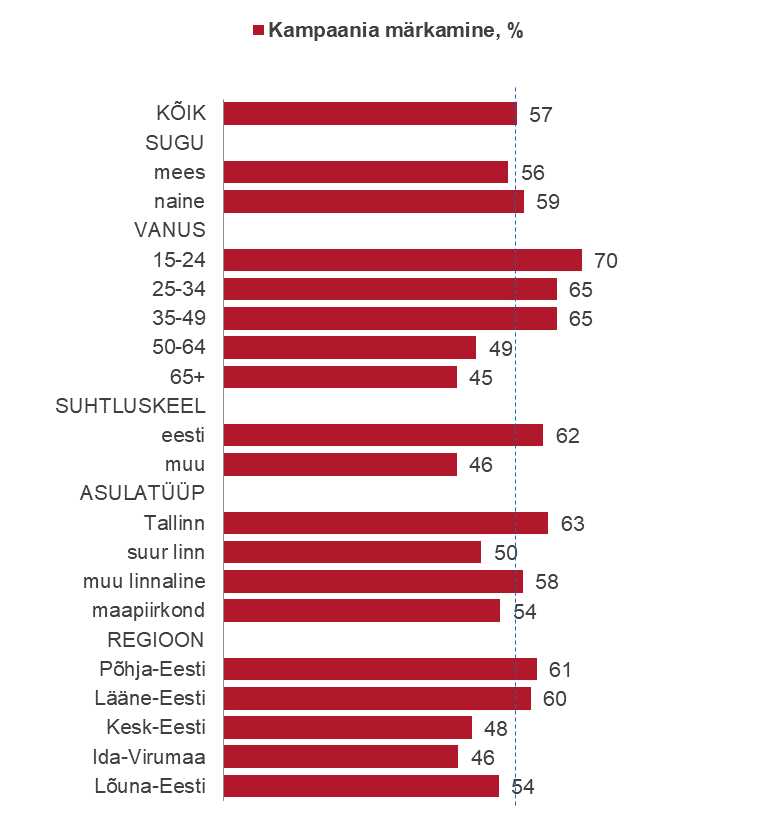 Kampaania märkamine, %
KÕIK 57
SUGU
mees 56
naine 59
VANUS
15-24 70
25-34 65
35-49 65
50-64 49
65+ 45
SUHTLUSKEEL
eesti 62
muu 46
ASULATÜÜP
Tallinn 63
suur linn 50
muu linnaline 58
maapiirkond 54
REGIOON
Põhja-Eesti 61
Lääne-Eesti 60
Kesk-Eesti 48
Ida-Virumaa 46
Lõuna-Eesti 54